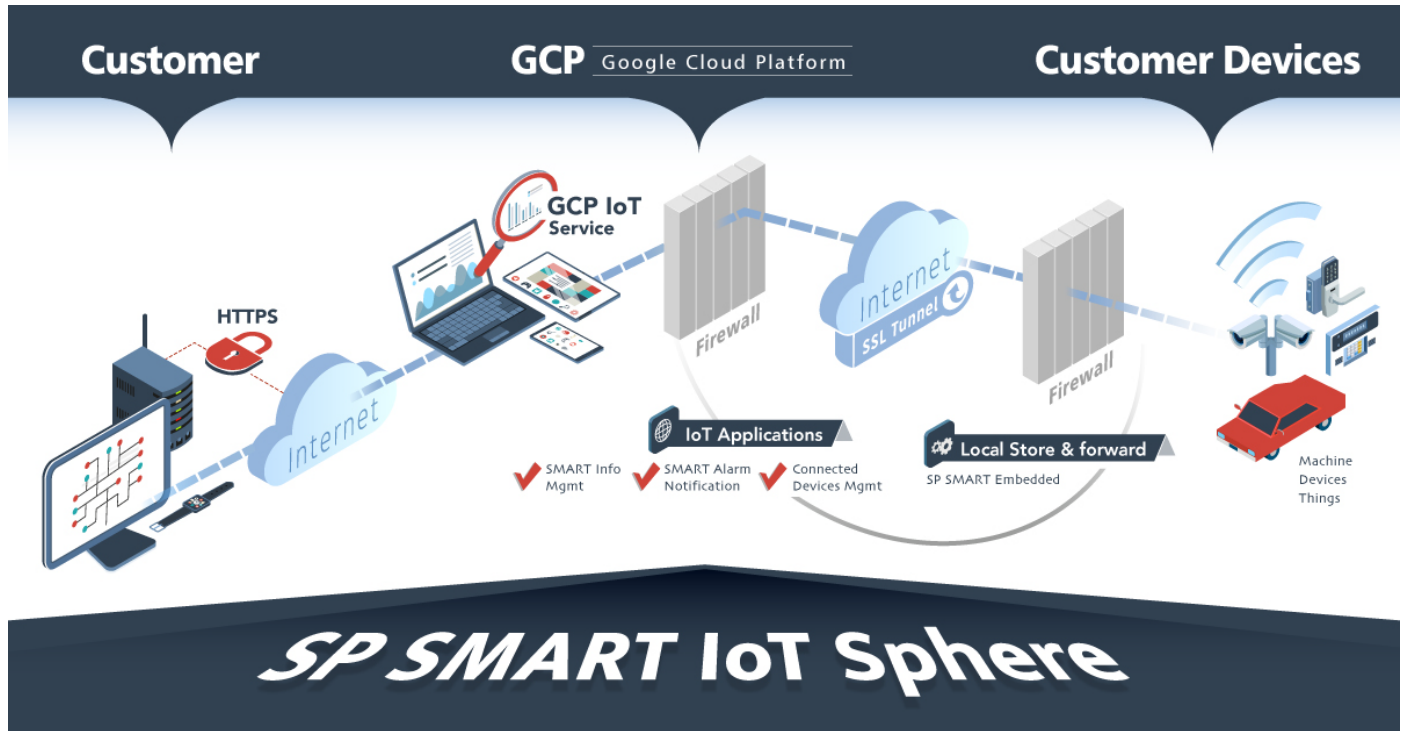 Customer
GCP Google Cloud Platform
Customer Devices
GCP IoT
Service
HTTPS
Internet
Firewall
Internet
SSL Tunnel
Firewall
IoT Applications
SMART Info
Mgmt
SMART Alarm
Notification
Connected
Devices Mgmt
Local Store & forward
SP SMART Embedded
Machine
Devices
Things
SP SMART IoT Sphere